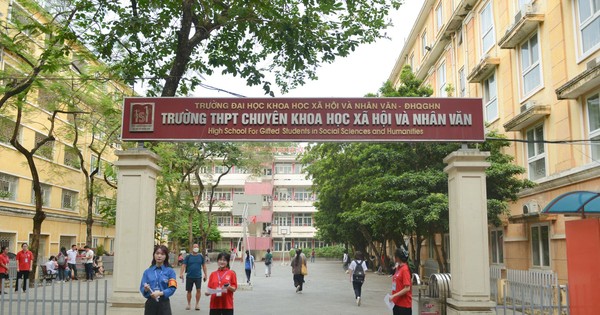 TRƯỜNG ĐẠI HỌC KHOA HỌC XÃ HỘI VÀ NHÂN VĂN - ĐHQGHN
TRƯỜNG THPT CHUYÊN KHOA HỌC XÃ HỘI VÀ NHÂN VĂN
High School For Gifted Students in Social Sciences and Humanities